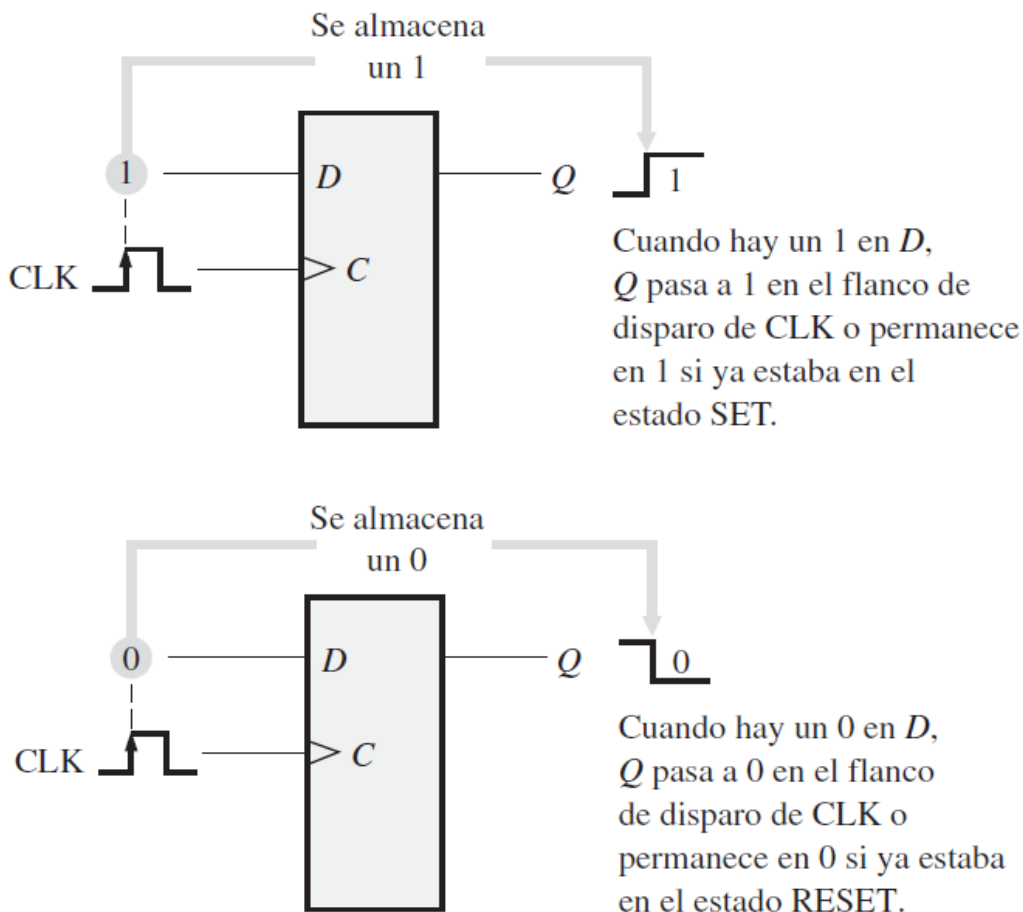 Se almacena
un 1
1
D
Q
1
CLK
C
Cuando hay un 1 en D,
Q pasa a 1 en el flanco de
disparo de CLK o permanece
en 1 si ya estaba en el
estado SET.
Se almacena
un 0
0
D
Q
0
CLK
C
Cuando hay un 0 en D,
Q pasa a 0 en el flanco
de disparo de CLK o
permanece en 0 si ya estaba
en el estado RESET.